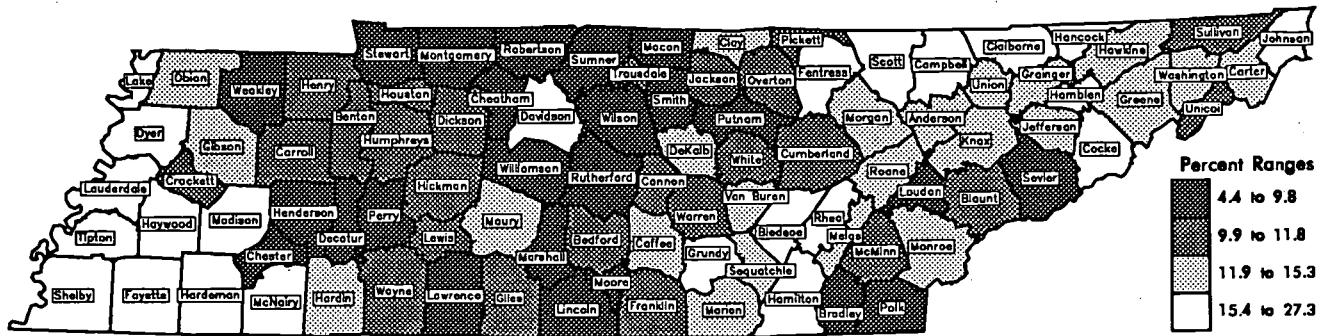 Pickett
Clay
Hancock
Sullivan
Johnson
Stewart
Montgomery
Robertson
Macon
Claiborne
Hawkins
Sumner
Scott
Campbell
Lake
Obion
Trousdale
Jackson
Overton
Fentress
Grainger
Washington
Carter
Weakley
Henry
Houston
Cheatham
Union
Smith
Hamblen
Greene
Unicoi
Benton
Dickson
Davidson
Wilson
Putnam
Morgan
Anderson
Jefferson
Dyer
Gibson
Humphreys
DeKalb
Knox
Cocke
Carroll
White
Cumberland
Crockett
Williamson
Rutherford
Cannon
Roane
Sevier
Lauderdale
Hickman
Loudon
Blount
Van Buren
Haywood
Madison
Henderson
Perry
Maury
Warren
Rhea
Tipton
Decatur
Lewis
Bedford
Coffee
Bledsoe
Meigs
McMinn
Monroe
Chester
Marshall
Grundy
Sequatchie
Moore
Shelby
Fayette
Hardeman
McNairy
Hardin
Wayne
Lawrence
Giles
Lincoln
Franklin
Marion
Hamilton
Bradley
Polk
Percent Ranges
4.4 to 9.8
9.9 to 11.8
11.9 to 15.3
15.4 to 27.3